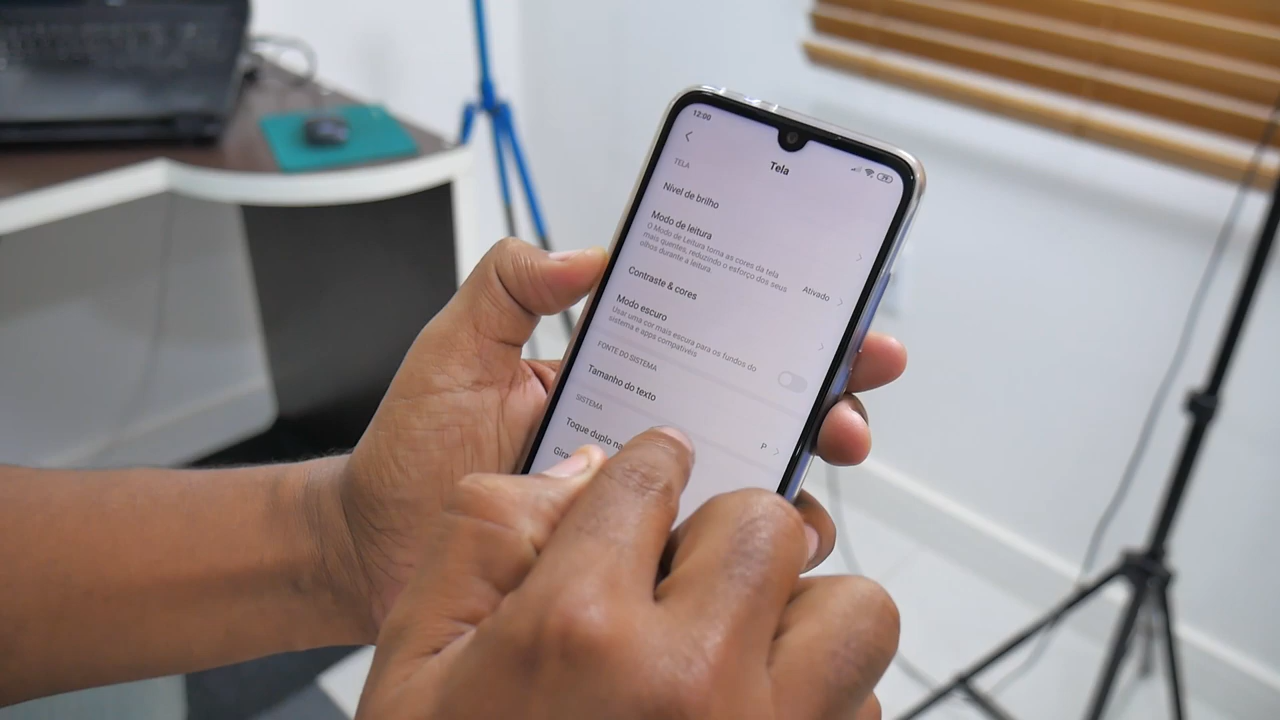 12:00
Tela
TELA
Nível de brilho
Modo de leitura
O Modo de Leitura torna as cores da tela
mais quentes, reduzindo o esforço dos seus
olhos durante a leitura.
Ativado
Contraste & cores
Modo escuro
Usar uma cor mais escura para os fundos do
sistema e apps compatíveis
FONTE DO SISTEMA
Tamanho do texto
P
SISTEMA
Toque duplo na
Gira